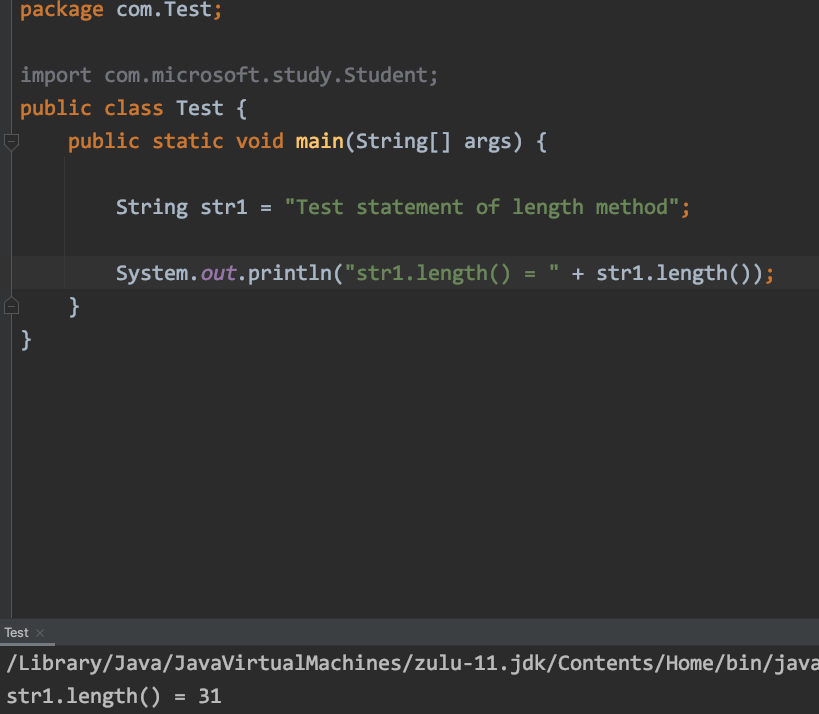 package com.Test;
import com.microsoft.study.Student;
public class Test {
public static void main(String[] args) {
String str1 = "Test statement of length method";
System.out.println("str1.length() = " + str1.length());
}
}
Test ×
/Library/Java/JavaVirtualMachines/zulu-11.jdk/Contents/Home/bin/java
str1.length() = 31